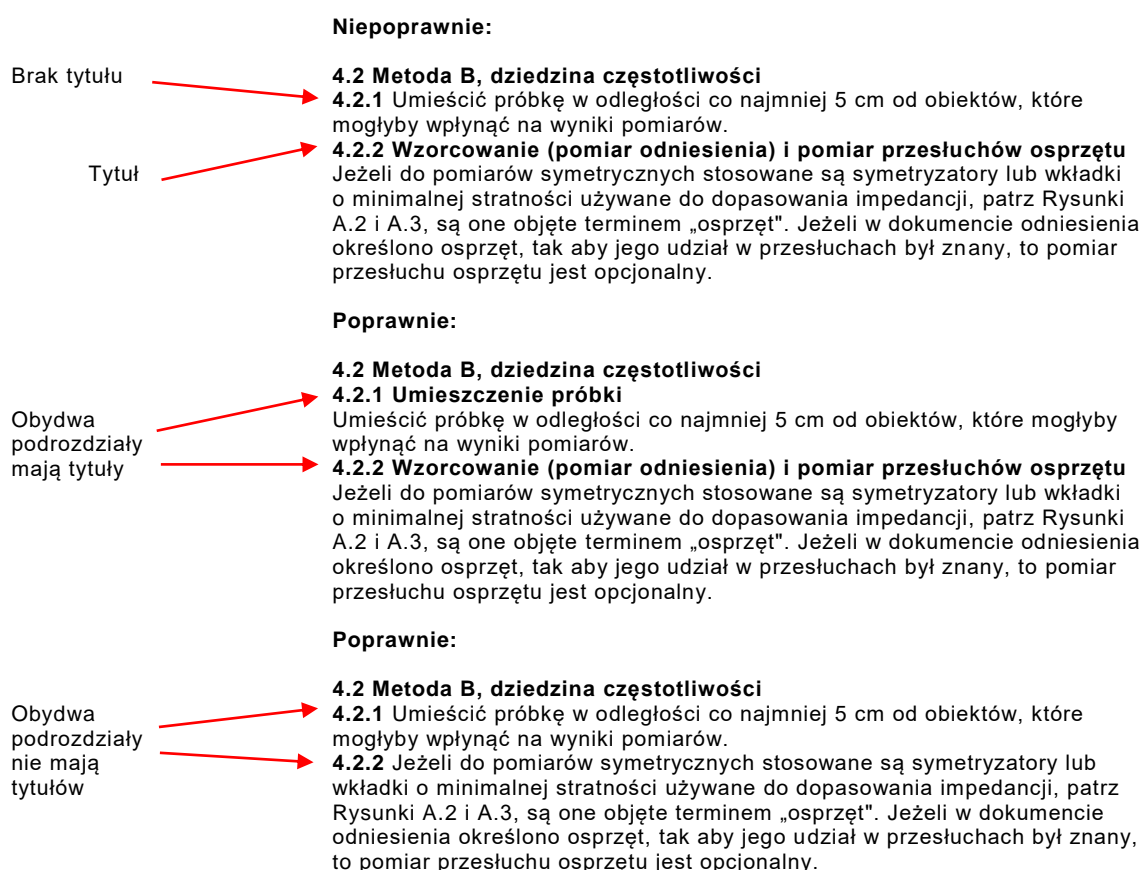 Niepoprawnie:
Brak tytułu
4.2 Metoda B, dziedzina częstotliwości
4.2.1 Umieścić próbkę w odległości co najmniej 5 cm od obiektów, które
mogłyby wpłynąć na wyniki pomiarów.
Tytuł
4.2.2 Wzorcowanie (pomiar odniesienia) i pomiar przesłuchów osprzętu
Jeżeli do pomiarów symetrycznych stosowane są symetryzatory lub wkładki
o minimalnej stratności używane do dopasowania impedancji, patrz Rysunki
A.2 i A.3, są one objęte terminem „osprzęt". Jeżeli w dokumencie odniesienia
określono osprzęt, tak aby jego udział w przesłuchach był znany, to pomiar
przesłuchu osprzętu jest opcjonalny.
Poprawnie:
4.2 Metoda B, dziedzina częstotliwości
4.2.1 Umieszczenie próbki
Obydwa
podrozdziały
mają tytuły
Umieścić próbkę w odległości co najmniej 5 cm od obiektów, które mogłyby
wpłynąć na wyniki pomiarów.
4.2.2 Wzorcowanie (pomiar odniesienia) i pomiar przesłuchów osprzętu
Jeżeli do pomiarów symetrycznych stosowane są symetryzatory lub wkładki
o minimalnej stratności używane do dopasowania impedancji, patrz Rysunki
A.2 i A.3, są one objęte terminem „osprzęt". Jeżeli w dokumencie odniesienia
określono osprzęt, tak aby jego udział w przesłuchach był znany, to pomiar
przesłuchu osprzętu jest opcjonalny.
Poprawnie:
4.2 Metoda B, dziedzina częstotliwości
Obydwa
podrozdziały
nie mają
tytułów
4.2.1 Umieścić próbkę w odległości co najmniej 5 cm od obiektów, które
mogłyby wpłynąć na wyniki pomiarów.
4.2.2 Jeżeli do pomiarów symetrycznych stosowane są symetryzatory lub
wkładki o minimalnej stratności używane do dopasowania impedancji, patrz
Rysunki A.2 i A.3, są one objęte terminem „osprzęt". Jeżeli w dokumencie
odniesienia określono osprzęt, tak aby jego udział w przesłuchach był znany,
to pomiar przesłuchu osprzętu jest opcjonalny.